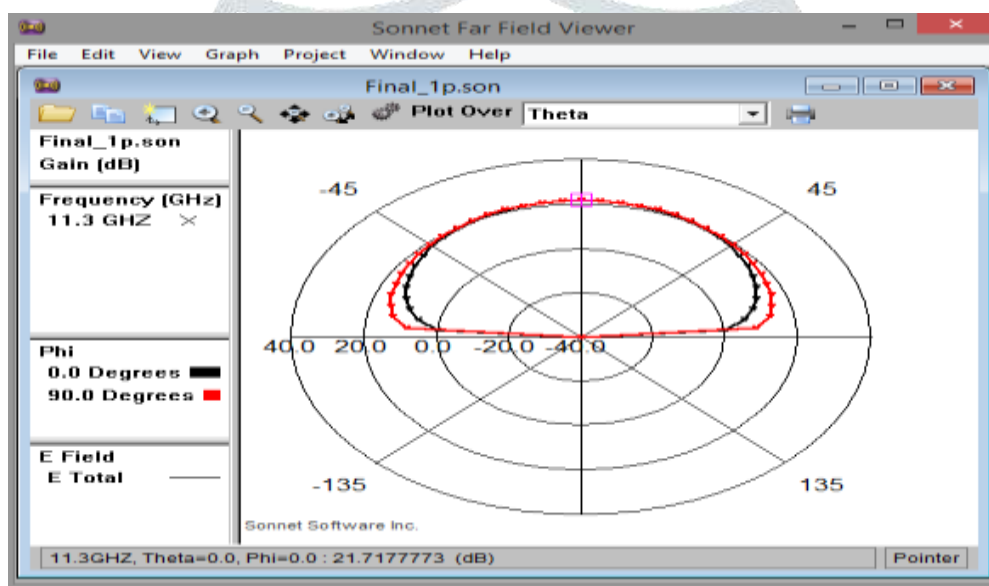 Sonnet Far Field Viewer
File Edit View Graph Project Window Help
Final_1p.son
Plot Over Theta
Final_1p.son
Gain (dB)
Frequency (GHz)
11.3 GHZ
Phi
0.0 Degrees
90.0 Degrees
E Field
E Total
-45 45
40.0 20.0 0.0 -20.0 -40.0
-135 135
Sonnet Software Inc.
11.3GHZ, Theta=0.0, Phi=0.0 : 21.7177773 (dB) Pointer